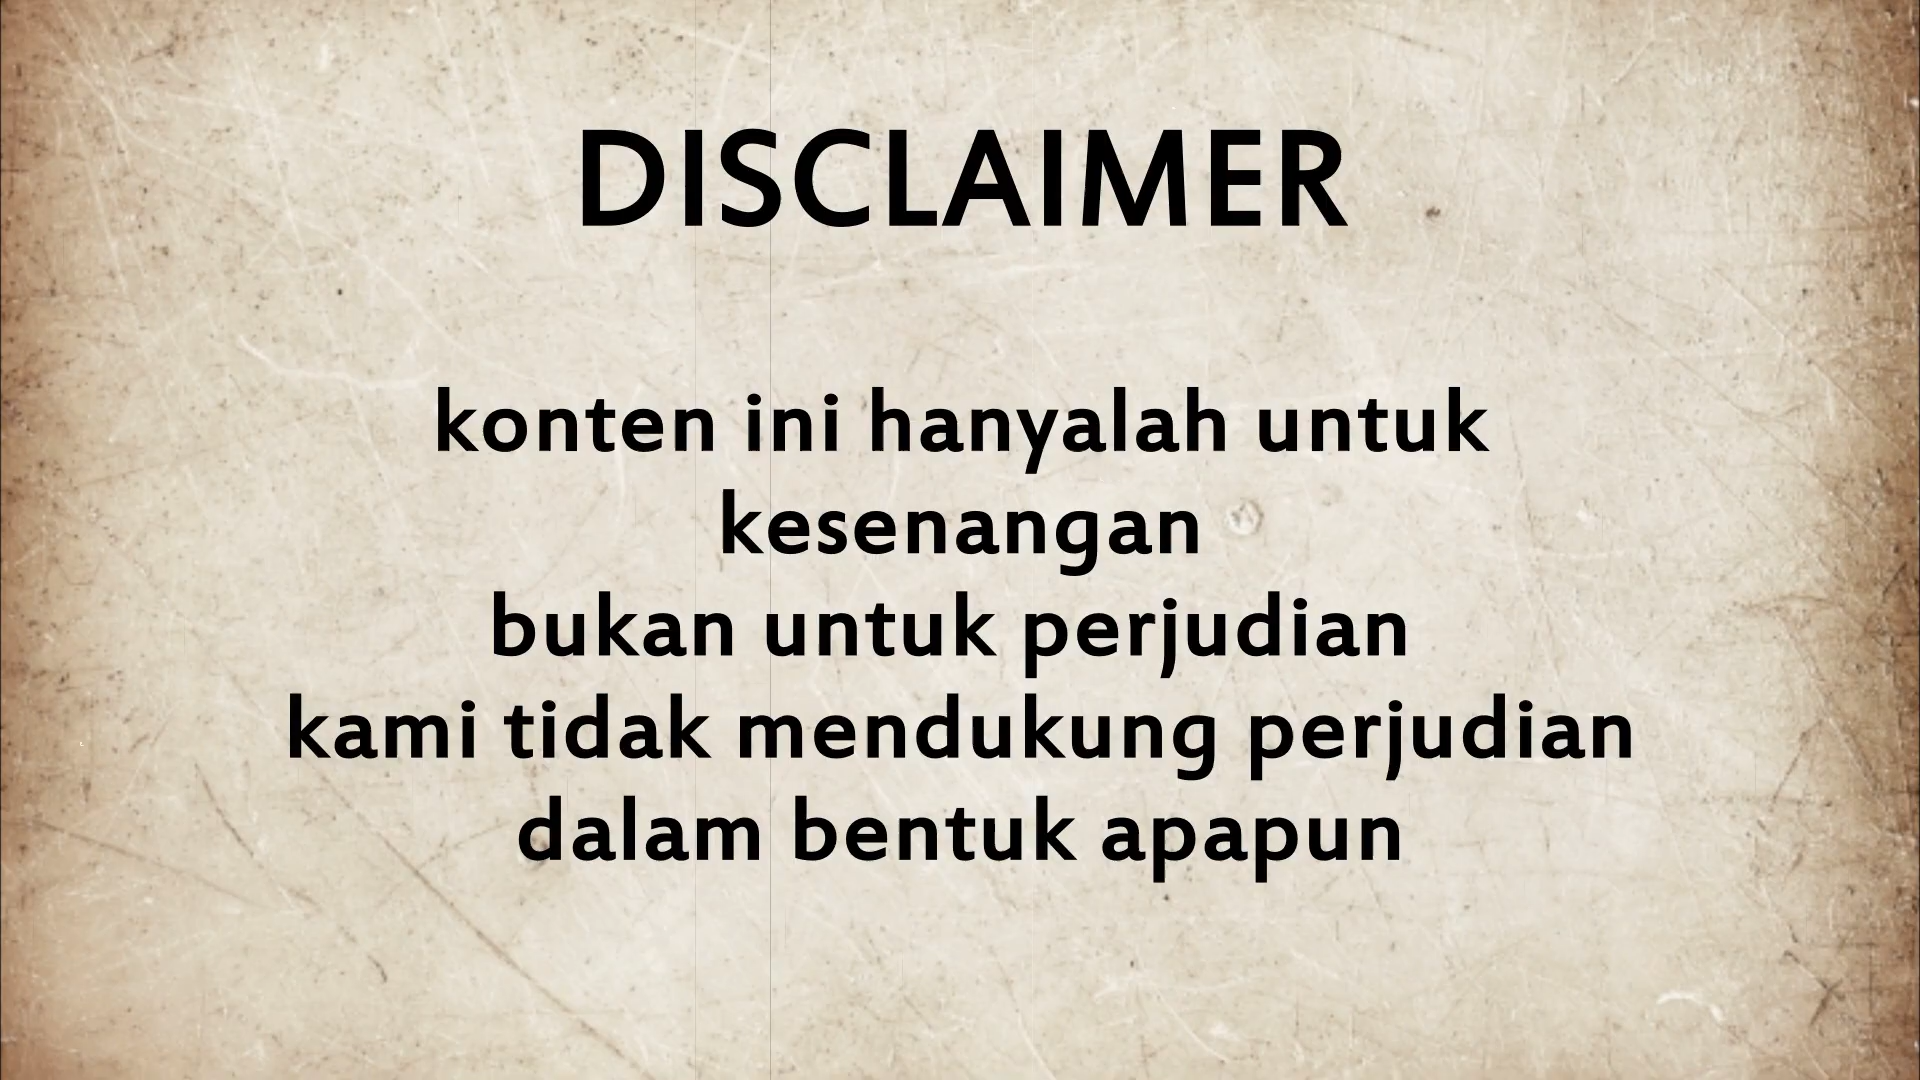 DISCLAIMER
konten ini hanyalah untuk
kesenangan
bukan untuk perjudian
kami tidak mendukung perjudian
dalam bentuk apapun